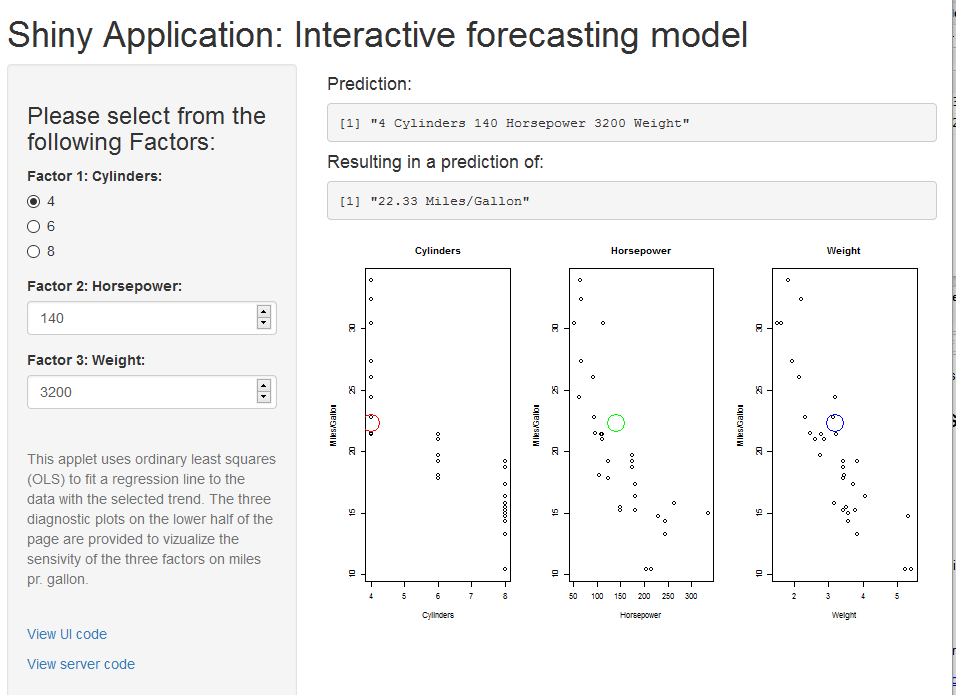 Shiny Application: Interactive forecasting model
Please select from the
following Factors:
Factor 1: Cylinders:
4
6
8
Factor 2: Horsepower:
140
Factor 3: Weight:
3200
This applet uses ordinary least squares
(OLS) to fit a regression line to the
data with the selected trend. The three
diagnostic plots on the lower half of the
page are provided to vizualize the
sensivity of the three factors on miles
pr. gallon.
View UI code
View server code
Prediction:
[1] "4 Cylinders 140 Horsepower 3200 Weight"
Resulting in a prediction of:
[1] "22.33 Miles/Gallon"
Cylinders
Miles/Gallon
30
25
20
15
10
4 5 6 7 8
Cylinders
Horsepower
Miles/Gallon
30
25
20
15
10
50 100 150 200 250 300
Horsepower
Weight
Miles/Gallon
30
25
20
15
10
2 3 4 5
Weight